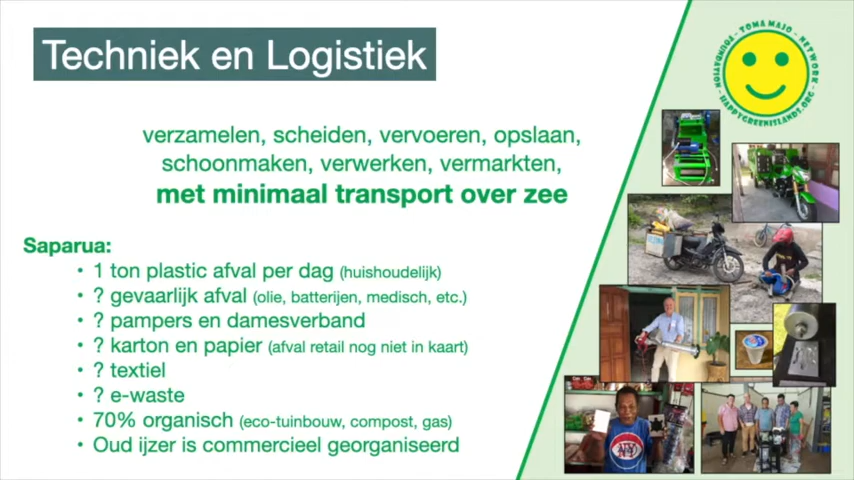 Techniek en Logistiek
FOUNDATION - TOMA MAJO - NETWORK - HAPPYGREENISLANDS.ORG -
verzamelen, scheiden, vervoeren, opslaan,
schoonmaken, verwerken, vermarkten,
met minimaal transport over zee
Saparua:
• 1 ton plastic afval per dag (huishoudelijk)
• ? gevaarlijk afval (olie, batterijen, medisch, etc.)
• ? pampers en damesverband
• ? karton en papier (afval retail nog niet in kaart)
• ? textiel
• ? e-waste
• 70% organisch (eco-tuinbouw, compost, gas)
• Oud ijzer is commercieel georganiseerd